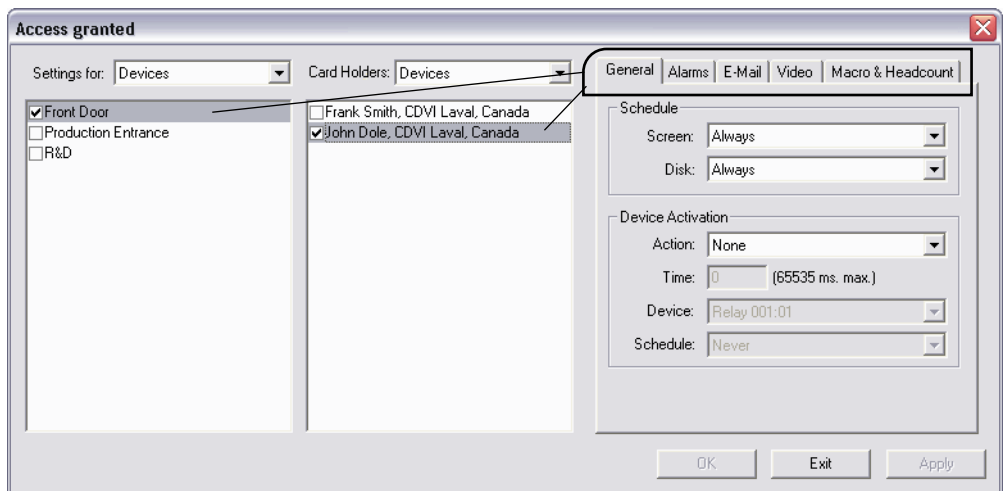 Access granted
Settings for: Devices
Card Holders: Devices
General Alarms E-Mail Video Macro & Headcount
Front Door
Production Entrance
R&D
Frank Smith, CDVI Laval, Canada
John Dole, CDVI Laval, Canada
Schedule
Screen: Always
Disk: Always
Device Activation
Action: None
Time: 0 (65535 ms. max.)
Device: Relay 001:01
Schedule: Never
OK Exit Apply